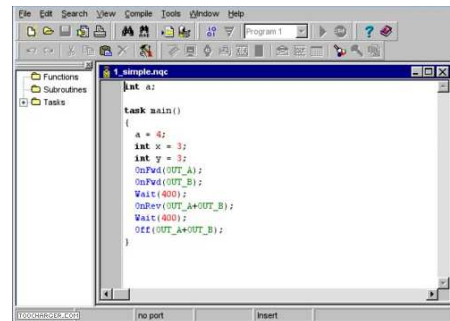 File Edit Search View Compile Tools Window Help
Program 1
Functions
Subroutines
Tasks
1_simple.nqc
int a;
task main()
{
a = 4;
int x = 3;
int y = 3;
OnFwd(OUT_A);
OnFwd(OUT_B);
Wait(400);
OnRev(OUT_A+OUT_B);
Wait(400);
Off(OUT_A+OUT_B);
}
TOOCHARGER.COM
no port
Insert